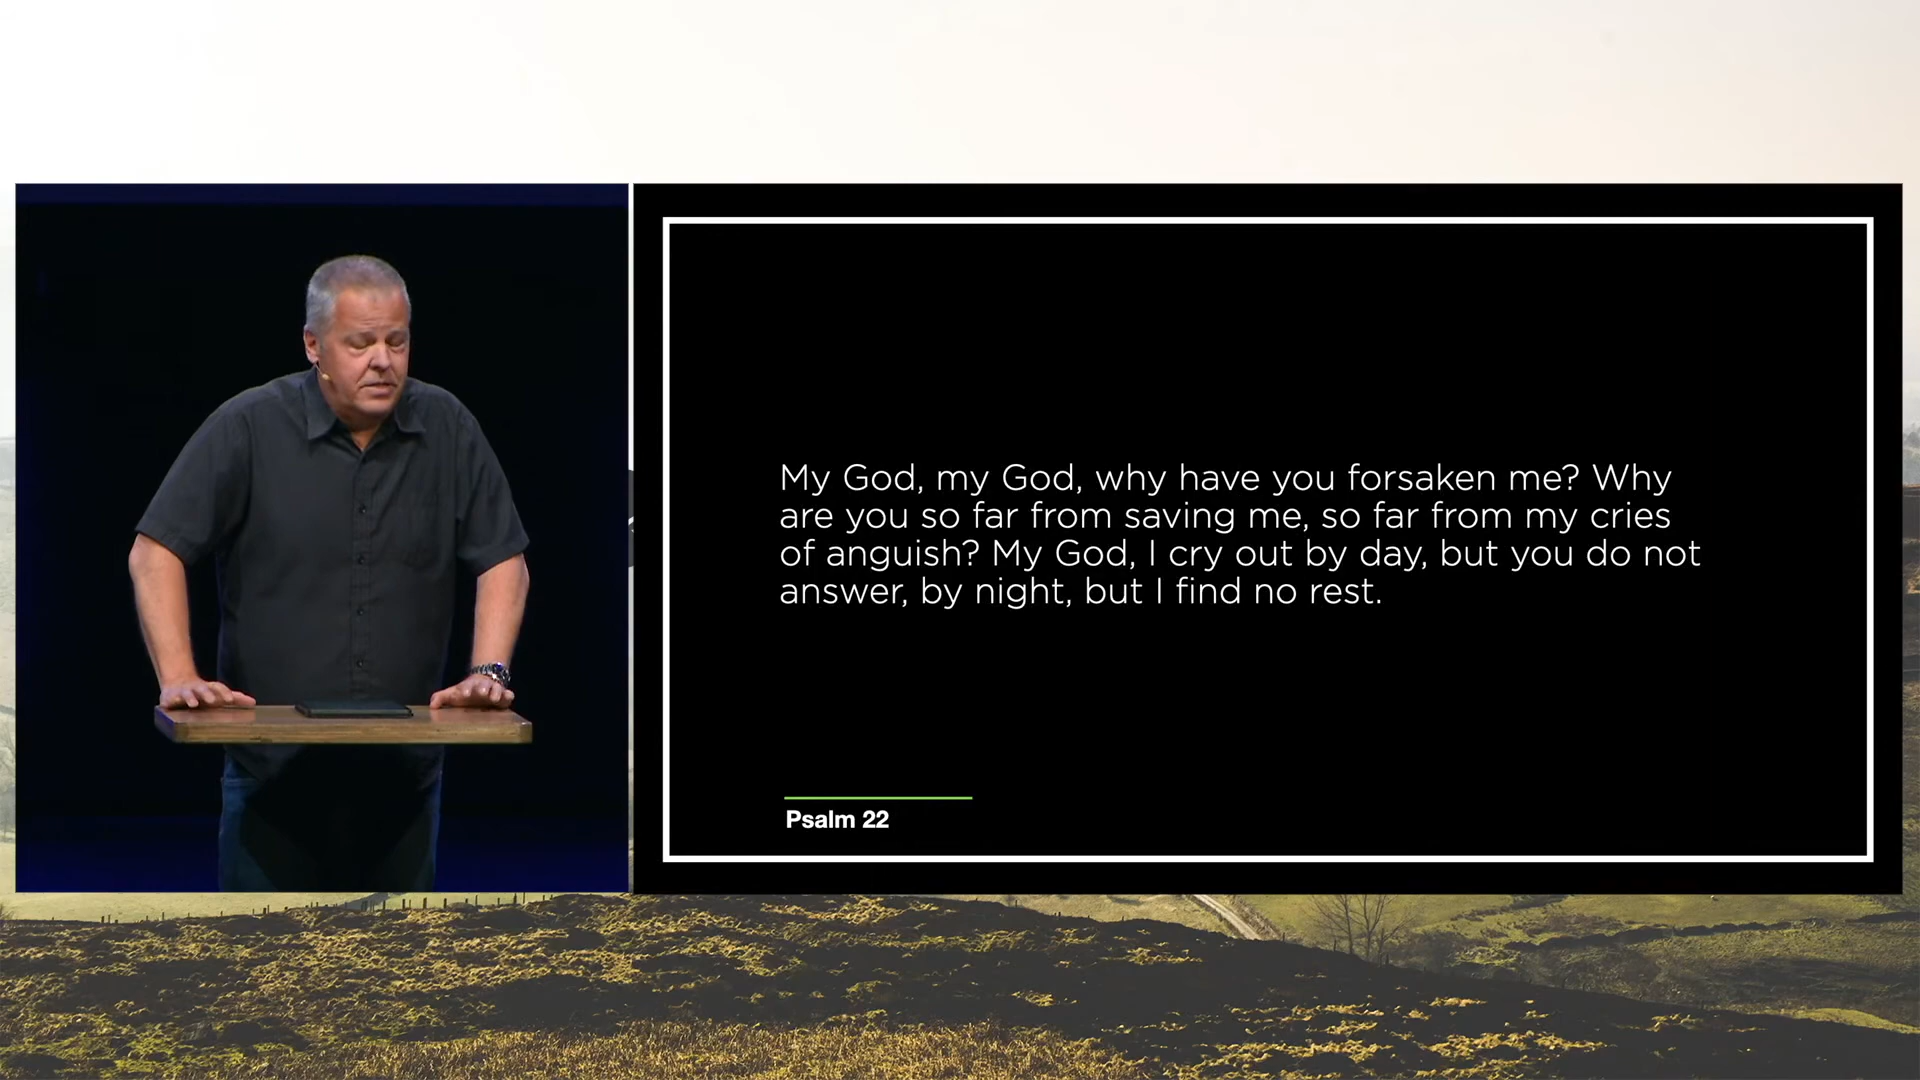 My God, my God, why have you forsaken me? Why
are you so far from saving me, so far from my cries
of anguish? My God, I cry out by day, but you do not
answer, by night, but I find no rest.
Psalm 22